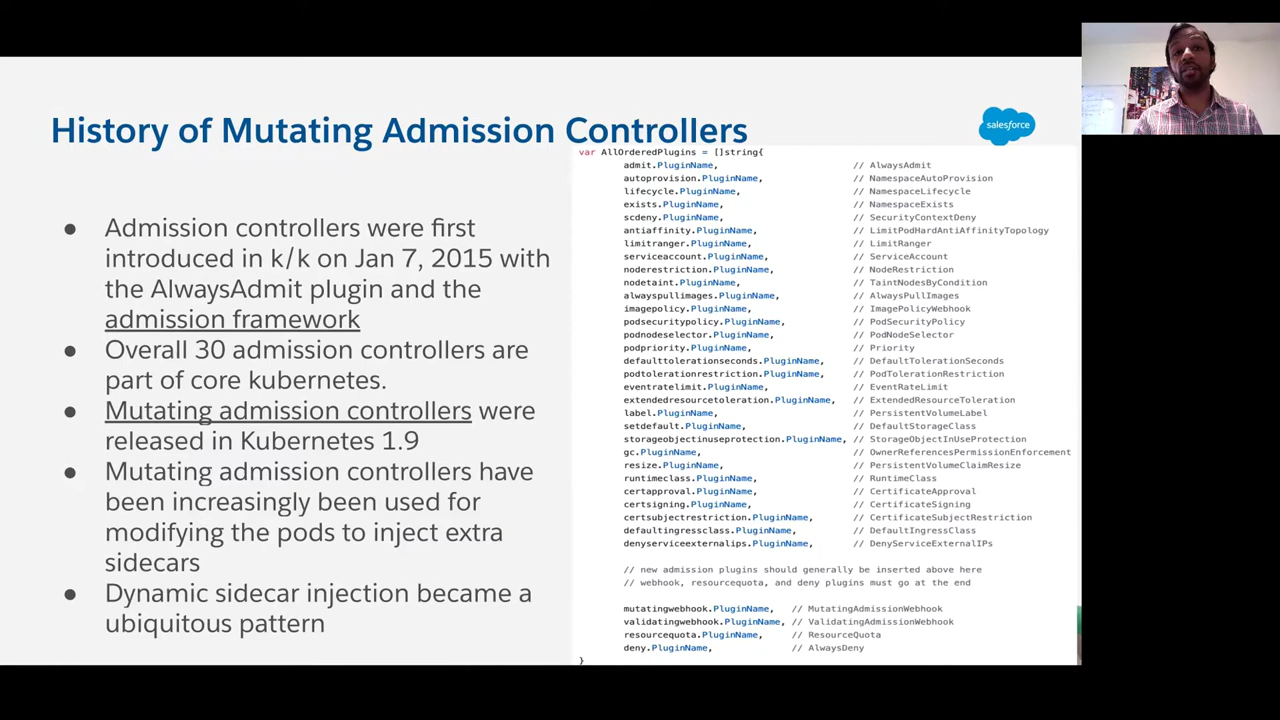 History of Mutating Admission Controllers
salesforce
● Admission controllers were first
introduced in k/k on Jan 7, 2015 with
the AlwaysAdmit plugin and the
admission framework
● Overall 30 admission controllers are
part of core kubernetes.
● Mutating admission controllers were
released in Kubernetes 1.9
● Mutating admission controllers have
been increasingly been used for
modifying the pods to inject extra
sidecars
● Dynamic sidecar injection became a
ubiquitous pattern
var AllOrderedPlugins = []string{
admit.PluginName, // AlwaysAdmit
autoprovision.PluginName, // NamespaceAutoProvision
lifecycle.PluginName, // NamespaceLifecycle
exists.PluginName, // NamespaceExists
scdeny.PluginName, // SecurityContextDeny
antiaffinity.PluginName, // LimitPodHardAntiAffinityTopology
limitranger.PluginName, // LimitRanger
serviceaccount.PluginName, // ServiceAccount
noderestriction.PluginName, // NodeRestriction
nodetaint.PluginName, // TaintNodesByCondition
alwayspullimages.PluginName, // AlwaysPullImages
imagepolicy.PluginName, // ImagePolicyWebhook
podsecuritypolicy.PluginName, // PodSecurityPolicy
podnodeselector.PluginName, // PodNodeSelector
podpriority.PluginName, // Priority
defaulttolerationseconds.PluginName, // DefaultTolerationSeconds
podtolerationrestriction.PluginName, // PodTolerationRestriction
eventratelimit.PluginName, // EventRateLimit
extendedresourcetoleration.PluginName, // ExtendedResourceToleration
label.PluginName, // PersistentVolumeLabel
setdefault.PluginName, // DefaultStorageClass
storageobjectinuseprotection.PluginName, // StorageObjectInUseProtection
gc.PluginName, // OwnerReferencesPermissionEnforcement
resize.PluginName, // PersistentVolumeClaimResize
runtimeclass.PluginName, // RuntimeClass
certapproval.PluginName, // CertificateApproval
certsigning.PluginName, // CertificateSigning
certsubjectrestriction.PluginName, // CertificateSubjectRestriction
defaultingressclass.PluginName, // DefaultIngressClass
denyserviceexternalips.PluginName, // DenyServiceExternalIPs
// new admission plugins should generally be inserted above here
// webhook, resourcequota, and deny plugins must go at the end
mutatingwebhook.PluginName, // MutatingAdmissionWebhook
validatingwebhook.PluginName, // ValidatingAdmissionWebhook
resourcequota.PluginName, // ResourceQuota
deny.PluginName, // AlwaysDeny
}